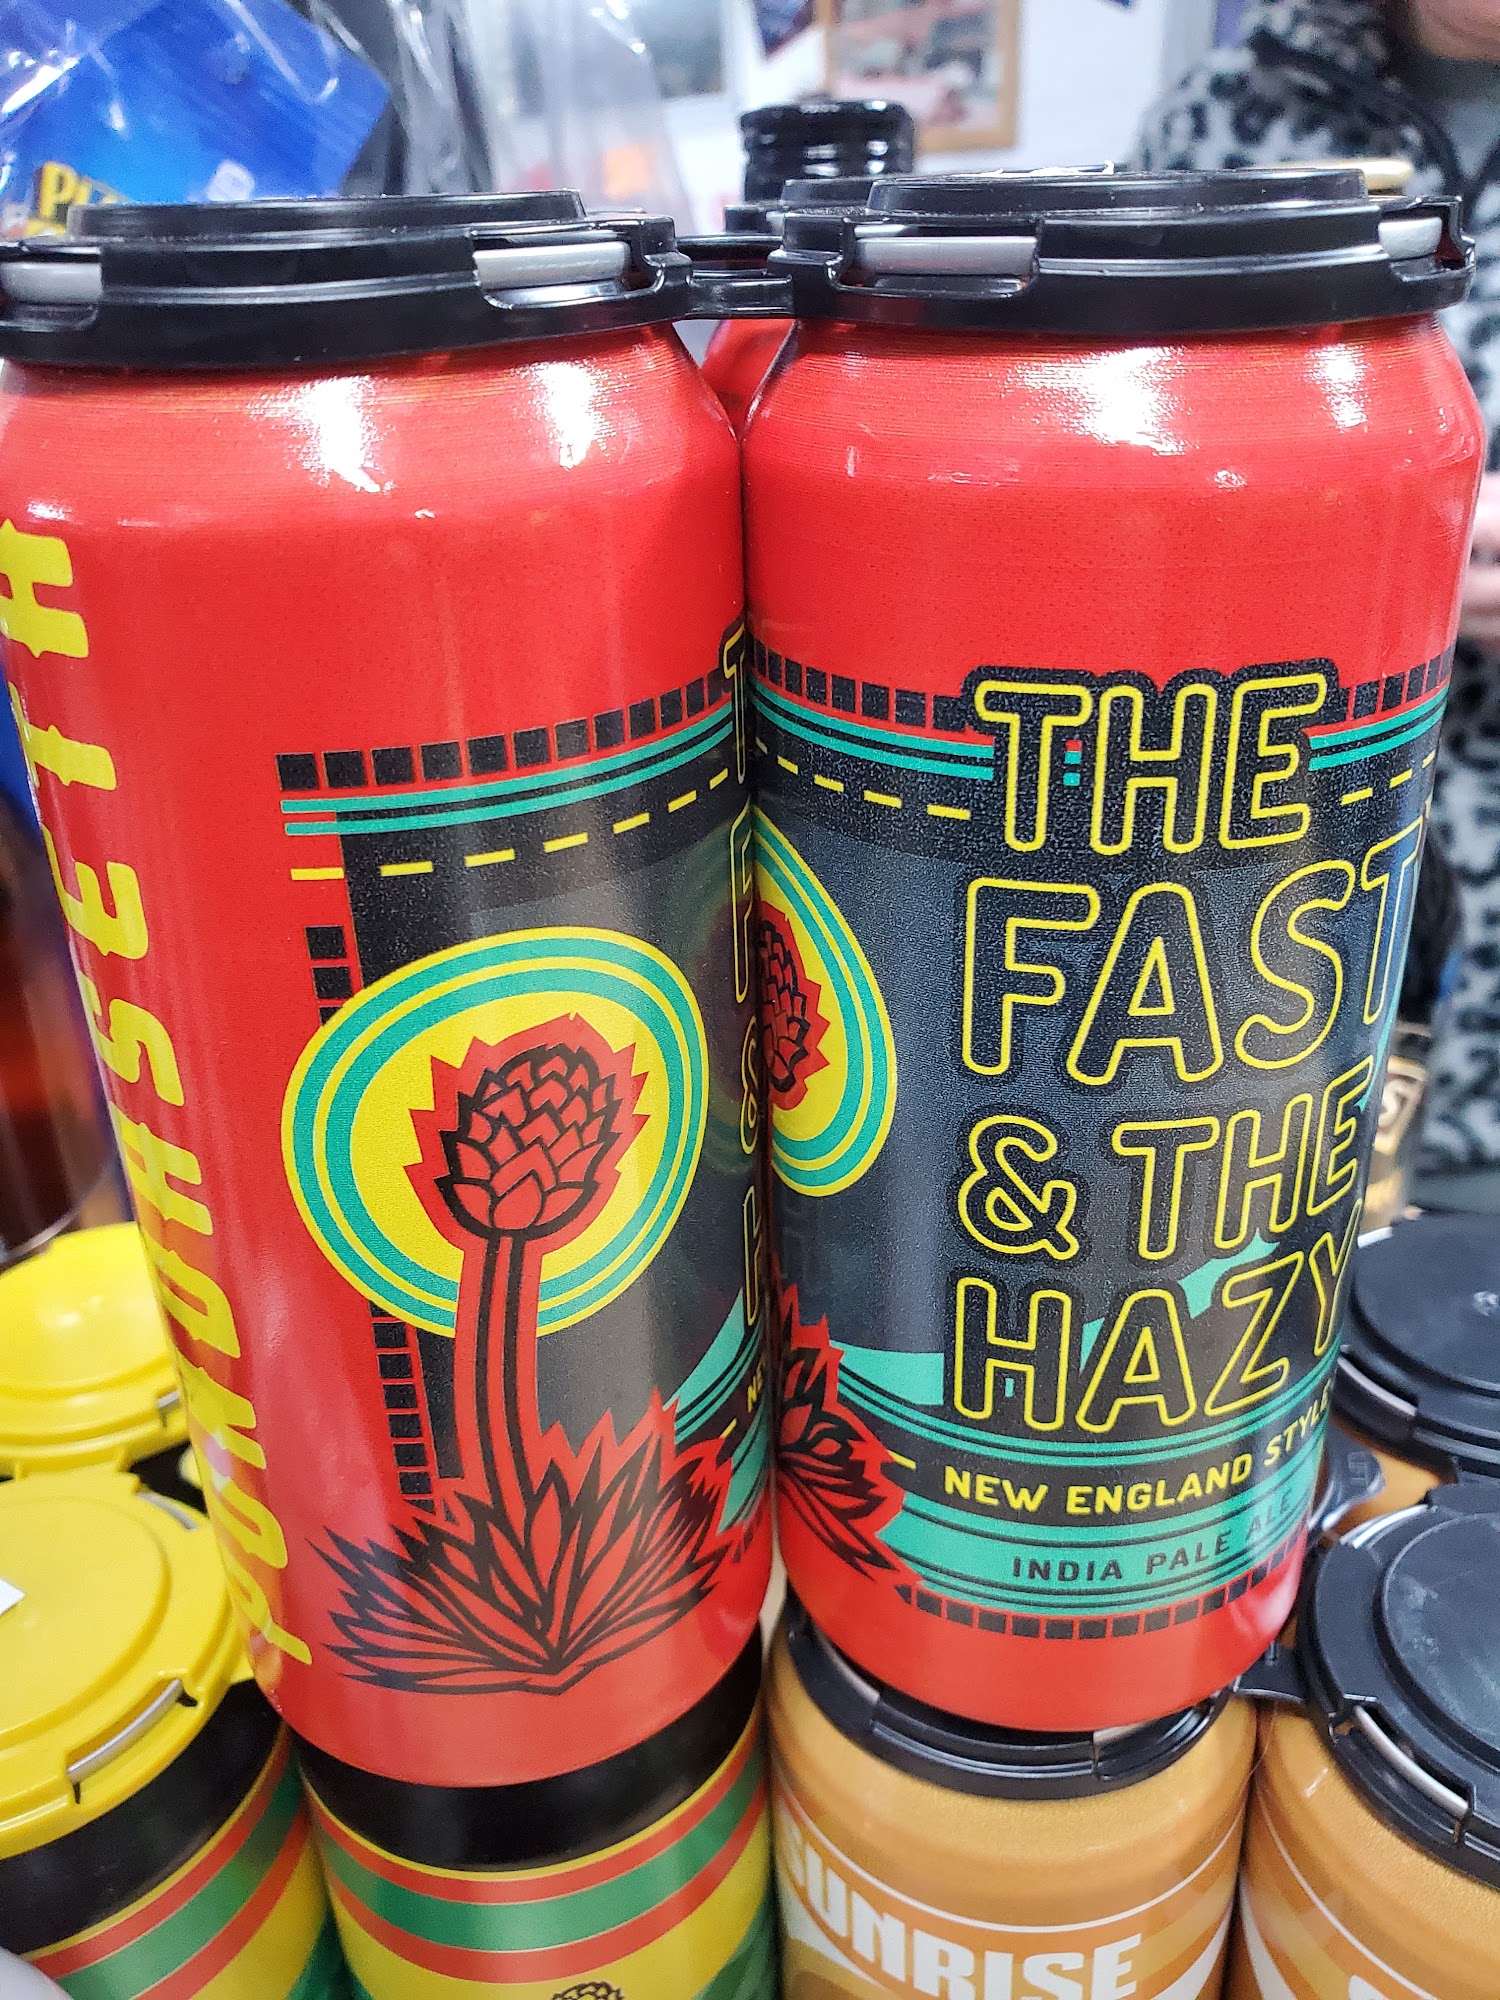 THE
FAST
& THE
HAZY
NEW ENGLAND STYLE
INDIA PALE ALE
SUNRISE